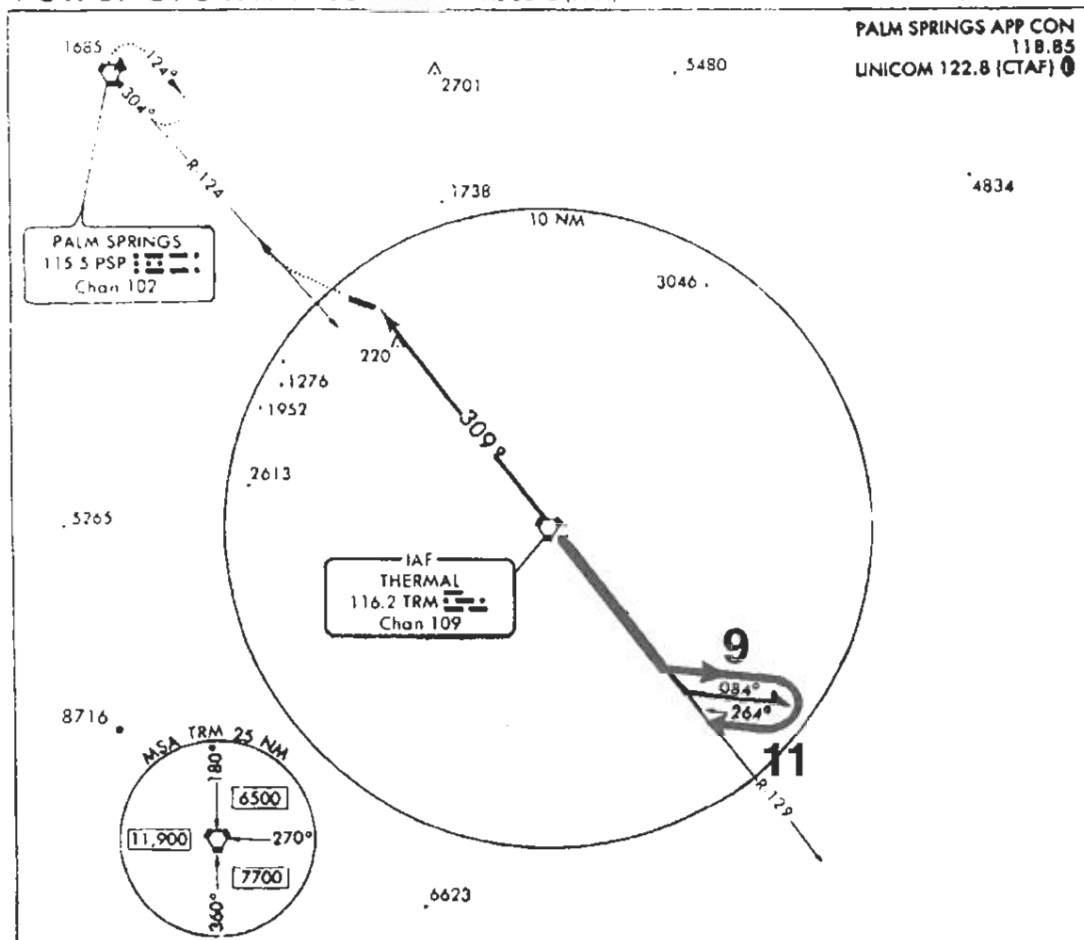 PALM SPRINGS APP CON
118.85
UNICOM 122.8 (CTAF)
1685
124°
304°
2701
5480
R-124
4834
1738
10 NM
PALM SPRINGS
115.5 PSP
Chan 102
3046
220
1276
1952
309°
2613
5265
IAF
THERMAL
116.2 TRM
Chan 109
9
084°
264°
11
8716
MSA TRM 25 NM
180°
6500
R-129
11,900
270°
7700
360°
6623